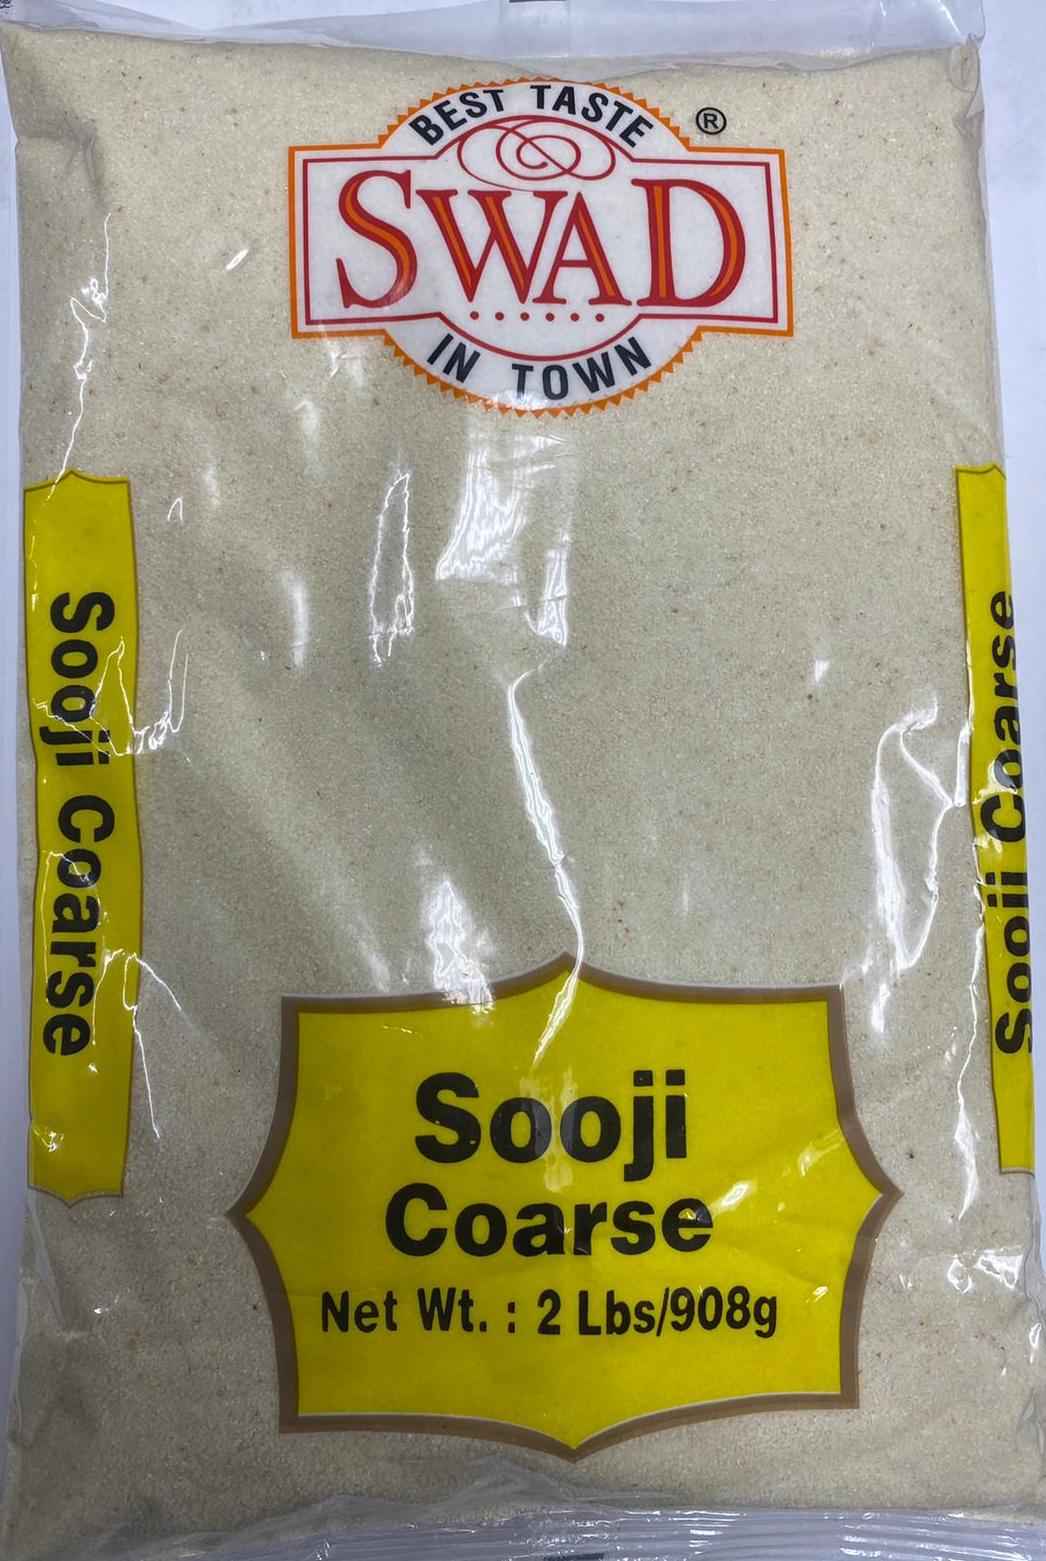 BEST TASTE
®
SWAD
IN TOWN
Sooji Coarse
Sooji Coarse
Sooji
Coarse
Net Wt. : 2 Lbs/908g